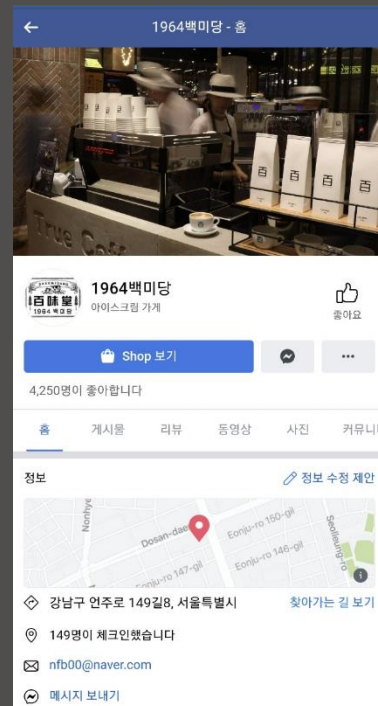 1964백미당 - 홈
百
百
百
True Café
百味堂
1964 백미당
1964백미당
아이스크림 가게
좋아요
Shop 보기
4,250명이 좋아합니다
홈 게시물 리뷰 동영상 사진 커뮤니
정보
정보 수정 제안
Nonhye
Dosan-dae
Eonju-ro 150-gil
Eonju-ro 147-gil
Eonju-ro 146-gil
Seolleung-ro
강남구 언주로 149길8, 서울특별시
찾아가는 길 보기
149명이 체크인했습니다
nfb00@naver.com
메시지 보내기